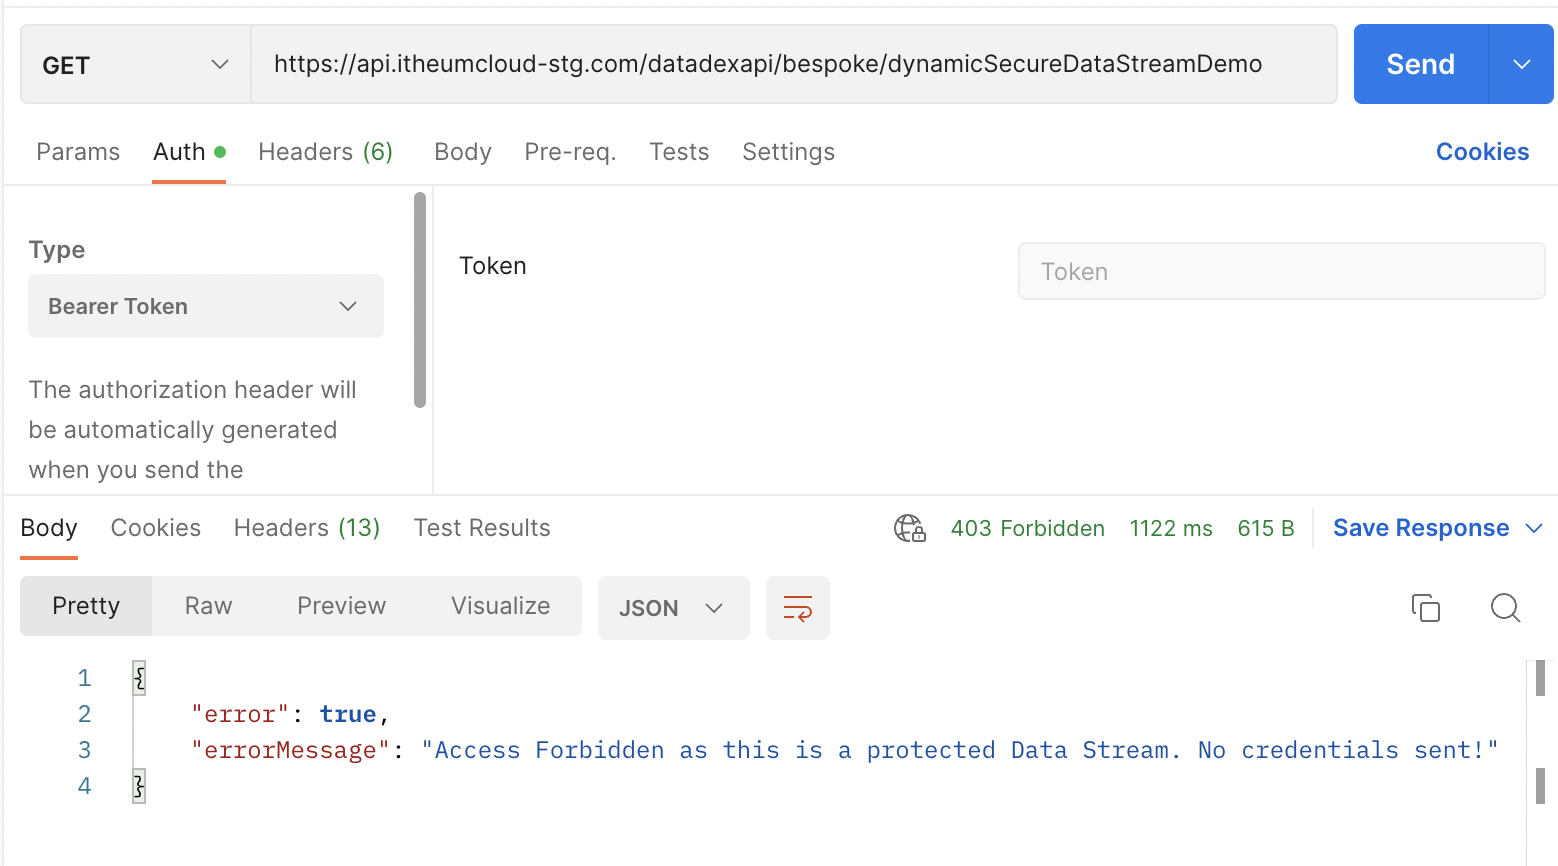 GET
https://api.itheumcloud-stg.com/datadexapi/bespoke/dynamicSecureDataStreamDemo
Send
Params Auth Headers (6) Body Pre-req. Tests Settings Cookies
Type
Bearer Token
The authorization header will
be automatically generated
when you send the
Token
Token
Body Cookies Headers (13) Test Results 403 Forbidden 1122 ms 615 B Save Response
Pretty Raw Preview Visualize JSON
1 {
2 "error": true,
3 "errorMessage": "Access Forbidden as this is a protected Data Stream. No credentials sent!"
4 }